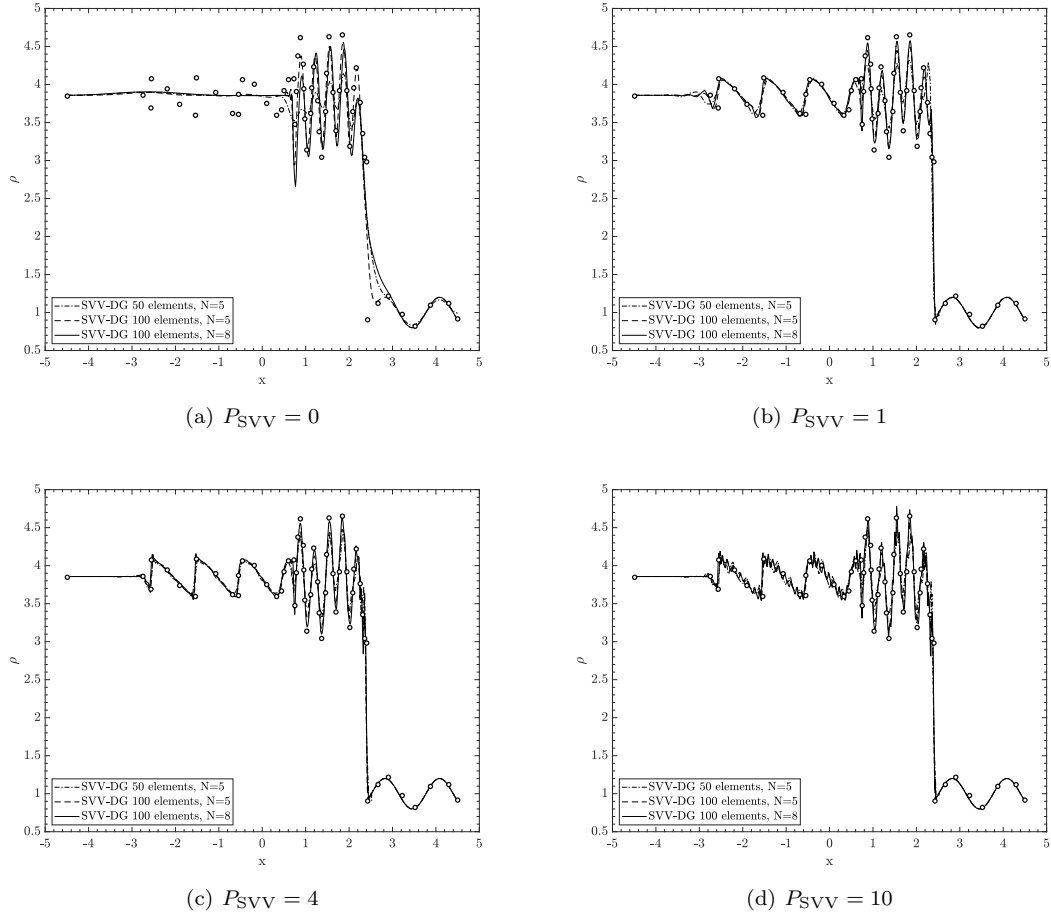 5
4.5
4
3.5
3
2.5
2
1.5
1
0.5
ρ
SVV-DG 50 elements, N=5
SVV-DG 100 elements, N=5
SVV-DG 100 elements, N=8
-5 -4 -3 -2 -1 0 1 2 3 4 5
x
(a) P_SVV = 0
5
4.5
4
3.5
3
2.5
2
1.5
1
0.5
ρ
SVV-DG 50 elements, N=5
SVV-DG 100 elements, N=5
SVV-DG 100 elements, N=8
-5 -4 -3 -2 -1 0 1 2 3 4 5
x
(b) P_SVV = 1
5
4.5
4
3.5
3
2.5
2
1.5
1
0.5
ρ
SVV-DG 50 elements, N=5
SVV-DG 100 elements, N=5
SVV-DG 100 elements, N=8
-5 -4 -3 -2 -1 0 1 2 3 4 5
x
(c) P_SVV = 4
5
4.5
4
3.5
3
2.5
2
1.5
1
0.5
ρ
SVV-DG 50 elements, N=5
SVV-DG 100 elements, N=5
SVV-DG 100 elements, N=8
-5 -4 -3 -2 -1 0 1 2 3 4 5
x
(d) P_SVV = 10